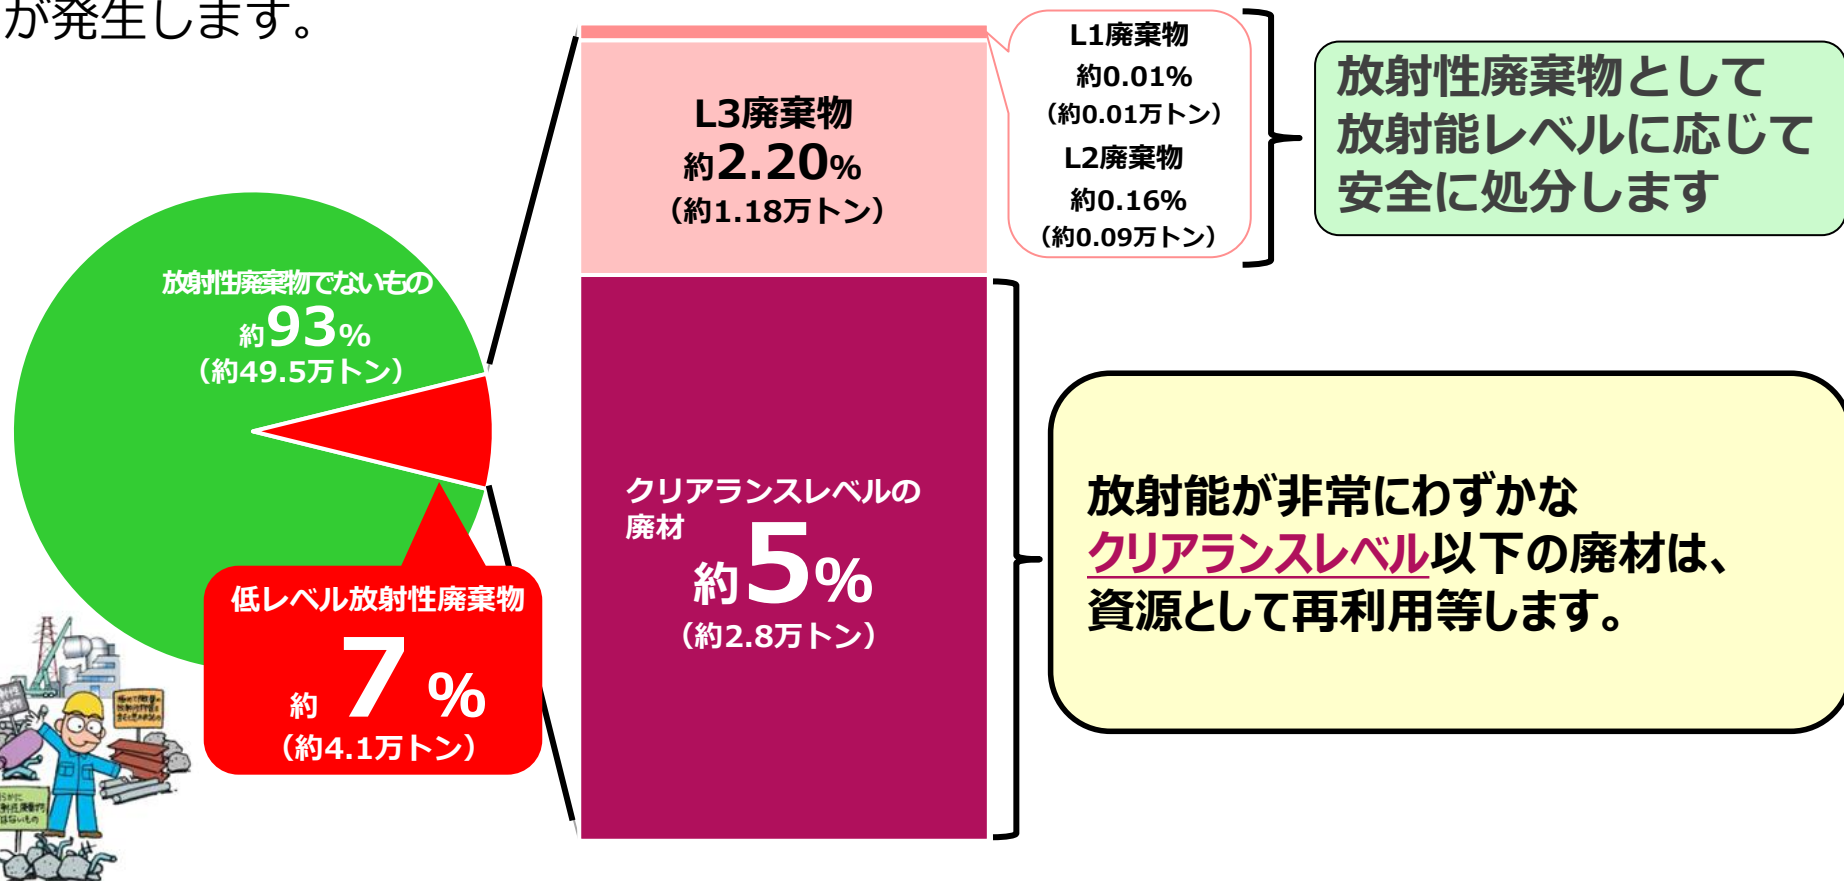 が発生します。
L1廃棄物
約0.01%
（約0.01万トン）
L2廃棄物
約0.16%
（約0.09万トン）
放射性廃棄物として
放射能レベルに応じて
安全に処分します
L3廃棄物
約2.20%
（約1.18万トン）
放射性廃棄物でないもの
約93%
（約49.5万トン）
クリアランスレベルの
廃材
約5%
（約2.8万トン）
放射能が非常にわずかな
クリアランスレベル以下の廃材は、
資源として再利用等します。
低レベル放射性廃棄物
約7%
（約4.1万トン）